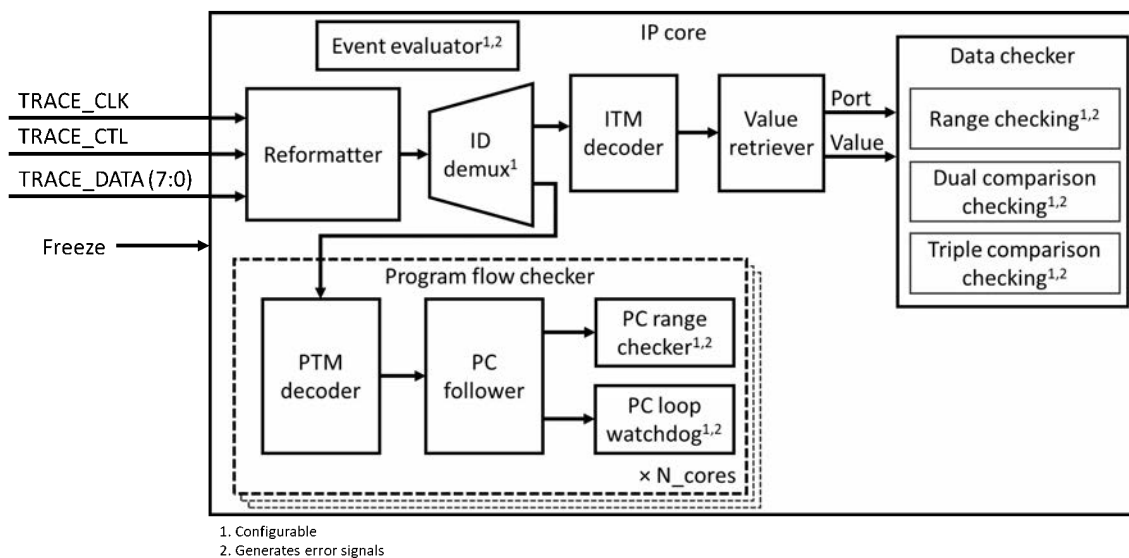 IP core
Event evaluator1,2
TRACE_CLK
TRACE_CTL
TRACE_DATA (7:0)
Freeze
Reformatter
ID
demux1
ITM
decoder
Value
retriever
Port
Value
Data checker
Range checking1,2
Dual comparison
checking1,2
Triple comparison
checking1,2
Program flow checker
PTM
decoder
PC
follower
PC range
checker1,2
PC loop
watchdog1,2
× N_cores
1. Configurable
2. Generates error signals